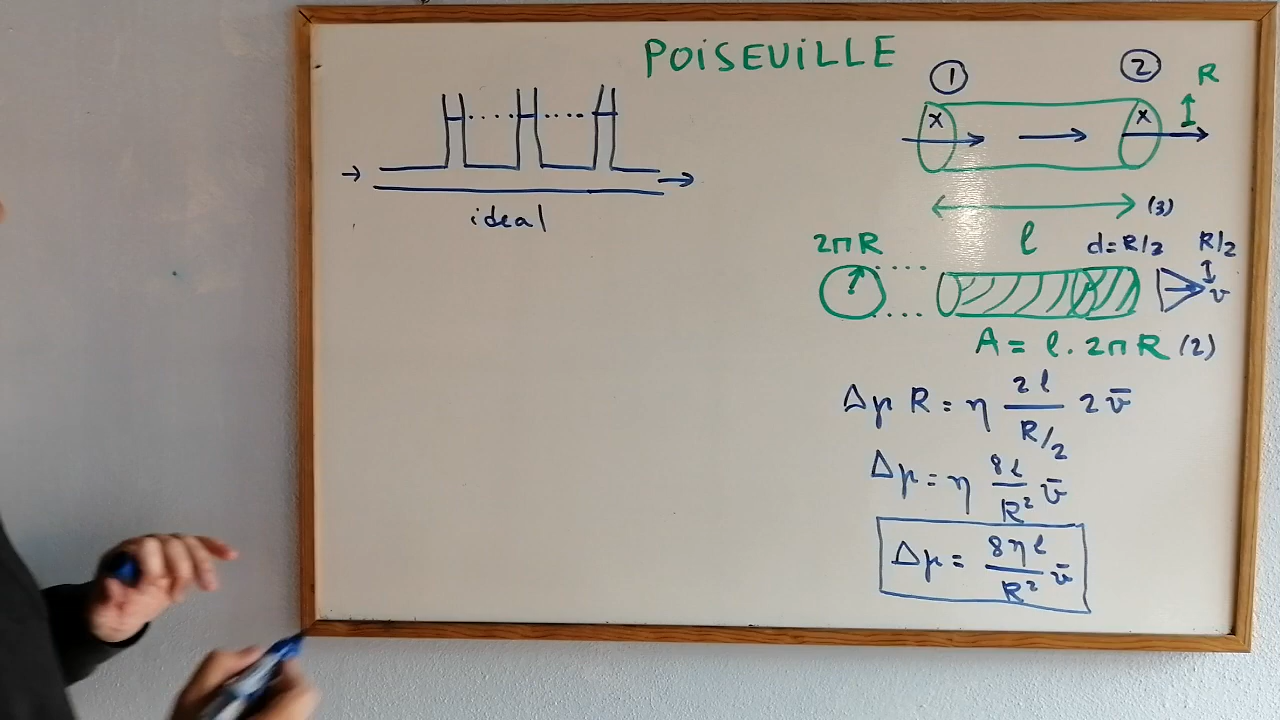 POISEUILLE
ideal
① ② R
x x
l (3)
2πR d=R/2 R/2
v
A = l. 2πR (2)
Δp R = η 2l / R/2 2v̄
Δp = η 8l / R² v̄
Δp = 8ηl / R² v̄